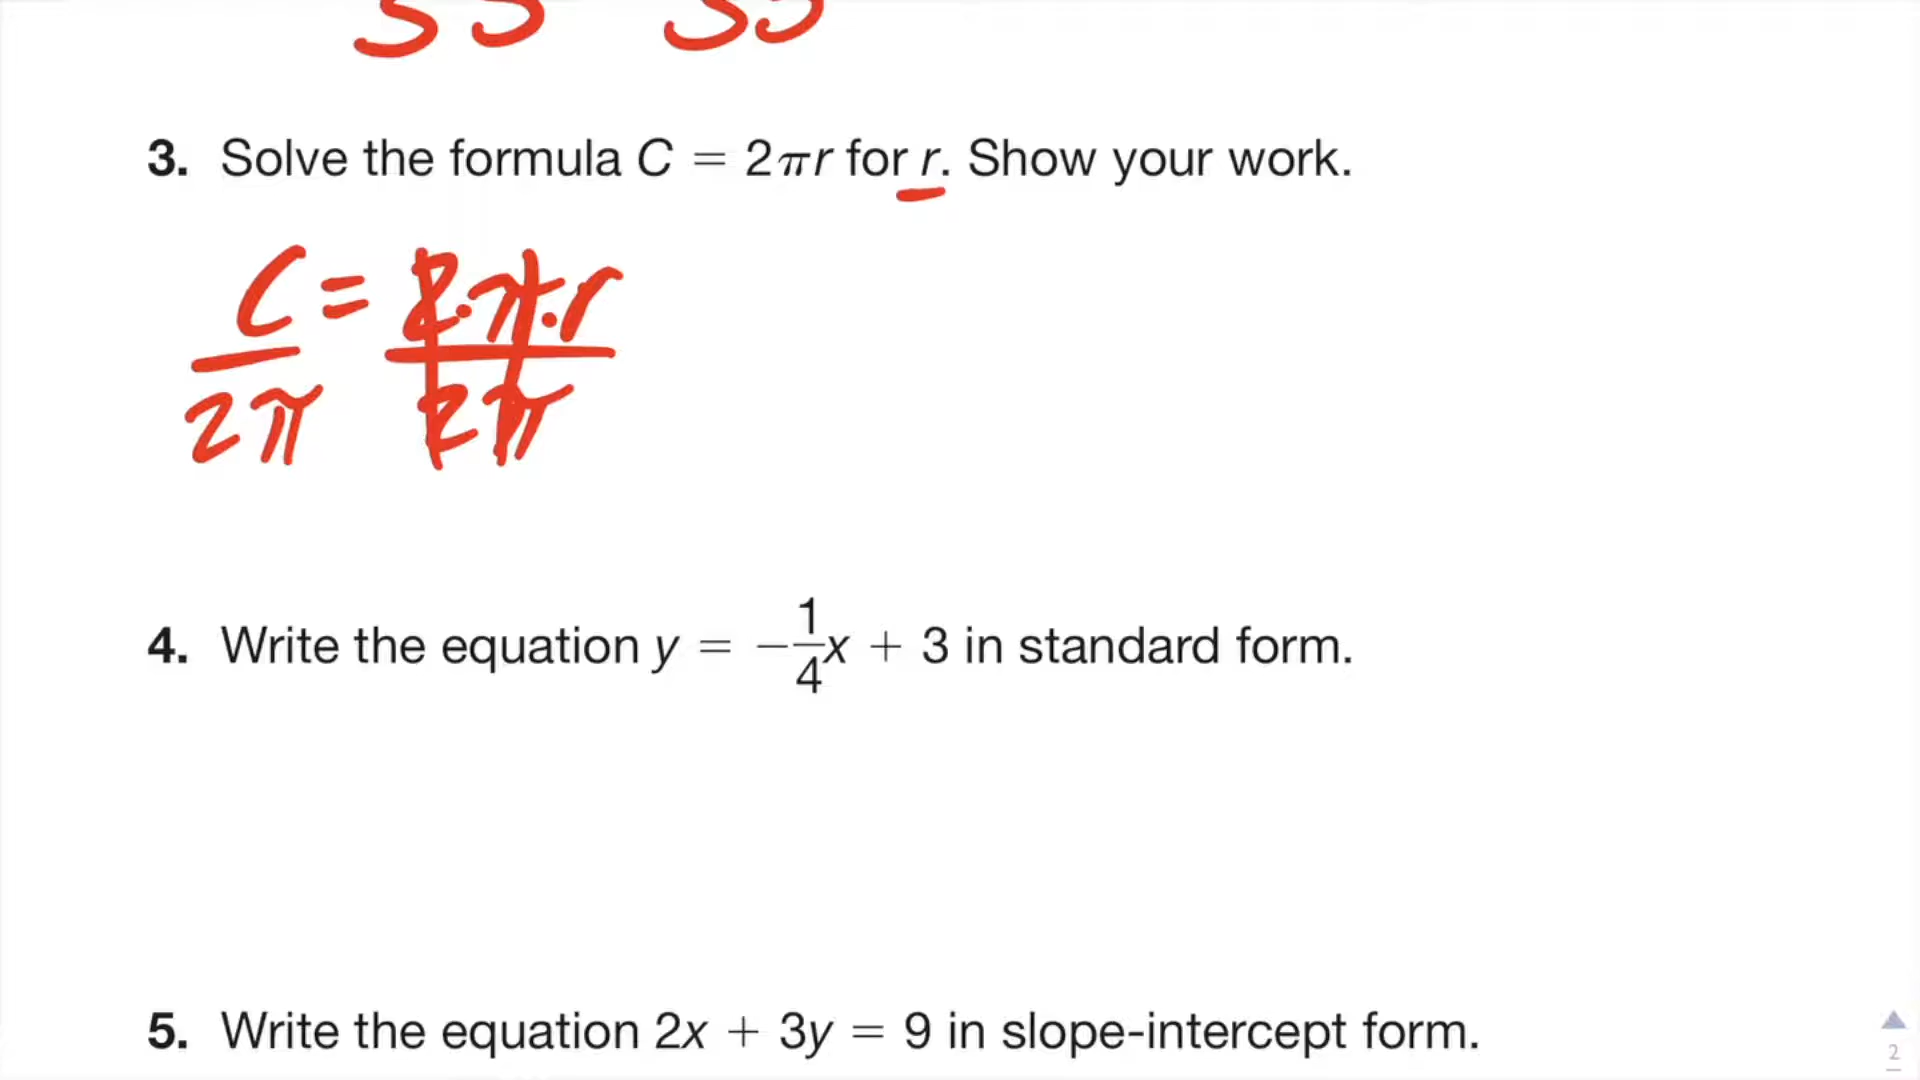 3. Solve the formula C = 2πr for r. Show your work.
C = 2·π·r
2π 2π
4. Write the equation y = -1/4x + 3 in standard form.
5. Write the equation 2x + 3y = 9 in slope-intercept form.
2